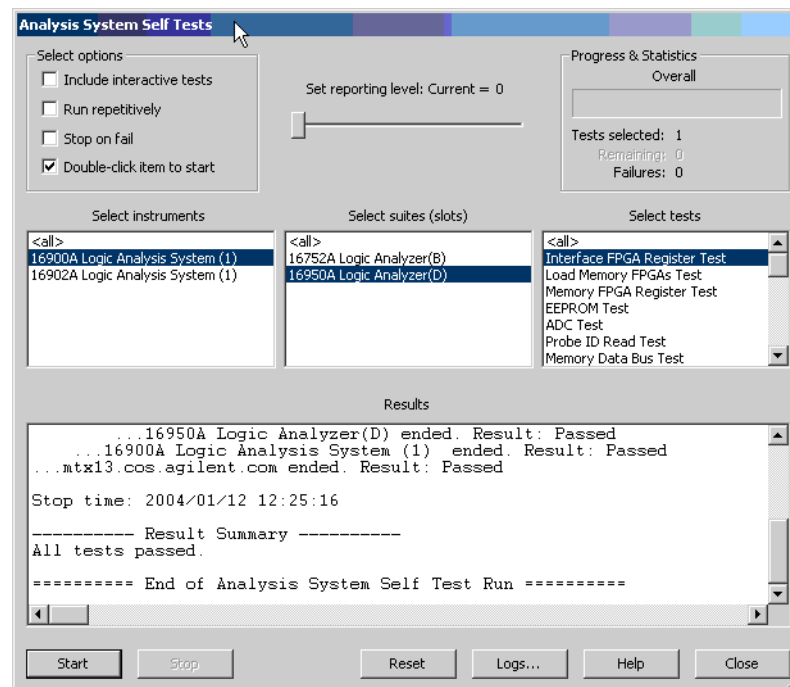 Analysis System Self Tests
Select options
Include interactive tests
Run repetitively
Stop on fail
Double-click item to start
Set reporting level: Current = 0
Progress & Statistics
Overall
Tests selected: 1
Remaining: 0
Failures: 0
Select instruments
<all>
16900A Logic Analysis System (1)
16902A Logic Analysis System (1)
Select suites (slots)
<all>
16752A Logic Analyzer(B)
16950A Logic Analyzer(D)
Select tests
<all>
Interface FPGA Register Test
Load Memory FPGAs Test
Memory FPGA Register Test
EEPROM Test
ADC Test
Probe ID Read Test
Memory Data Bus Test
Results
...16950A Logic Analyzer(D) ended. Result: Passed
...16900A Logic Analysis System (1)  ended. Result: Passed
...mtx13.cos.agilent.com ended. Result: Passed
Stop time: 2004/01/12 12:25:16
---------- Result Summary ----------
All tests passed.
========== End of Analysis System Self Test Run ==========
Start
Stop
Reset
Logs...
Help
Close